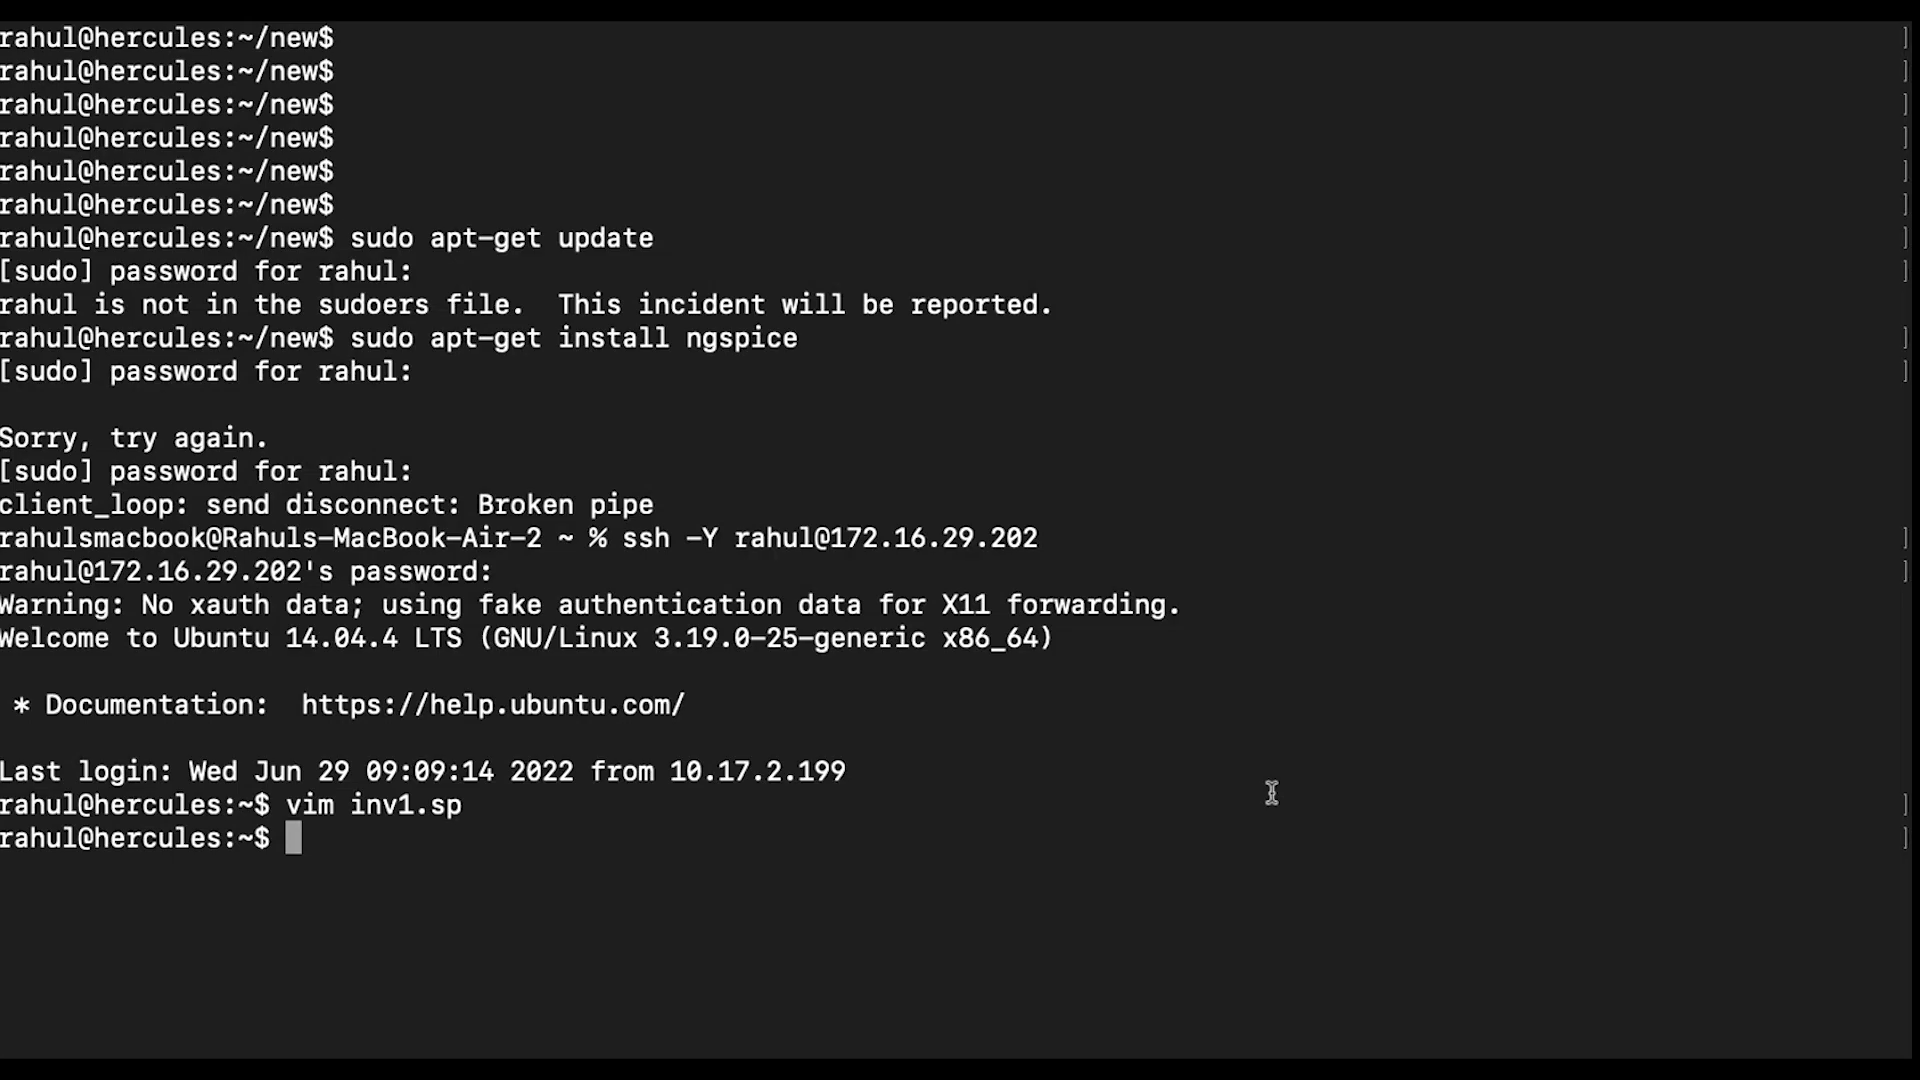 rahul@hercules:~/new$
rahul@hercules:~/new$
rahul@hercules:~/new$
rahul@hercules:~/new$
rahul@hercules:~/new$
rahul@hercules:~/new$
rahul@hercules:~/new$ sudo apt-get update
[sudo] password for rahul:
rahul is not in the sudoers file.  This incident will be reported.
rahul@hercules:~/new$ sudo apt-get install ngspice
[sudo] password for rahul:
Sorry, try again.
[sudo] password for rahul:
client_loop: send disconnect: Broken pipe
rahulsmacbook@Rahuls-MacBook-Air-2 ~ % ssh -Y rahul@172.16.29.202
rahul@172.16.29.202's password:
Warning: No xauth data; using fake authentication data for X11 forwarding.
Welcome to Ubuntu 14.04.4 LTS (GNU/Linux 3.19.0-25-generic x86_64)
* Documentation:  https://help.ubuntu.com/
Last login: Wed Jun 29 09:09:14 2022 from 10.17.2.199
rahul@hercules:~$ vim inv1.sp
rahul@hercules:~$